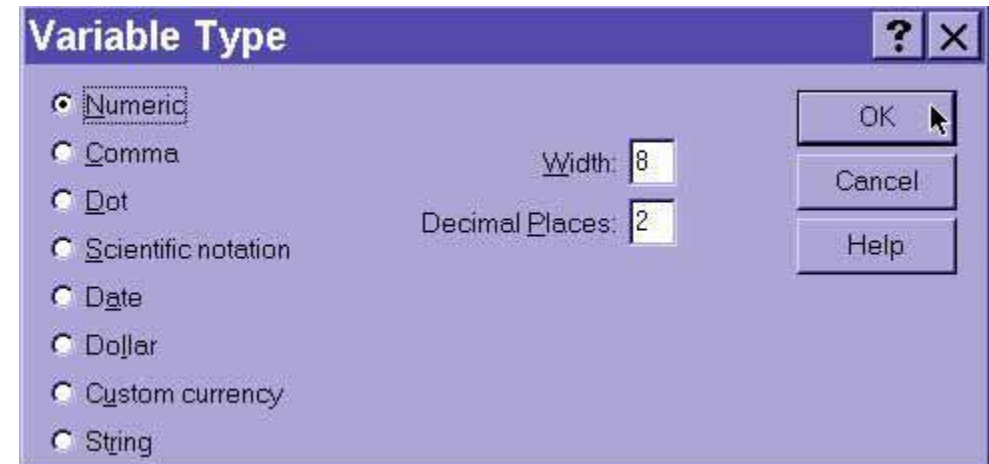 Variable Type
?
Numeric
Comma
Dot
Scientific notation
Date
Dollar
Custom currency
String
Width: 8
Decimal Places: 2
OK
Cancel
Help